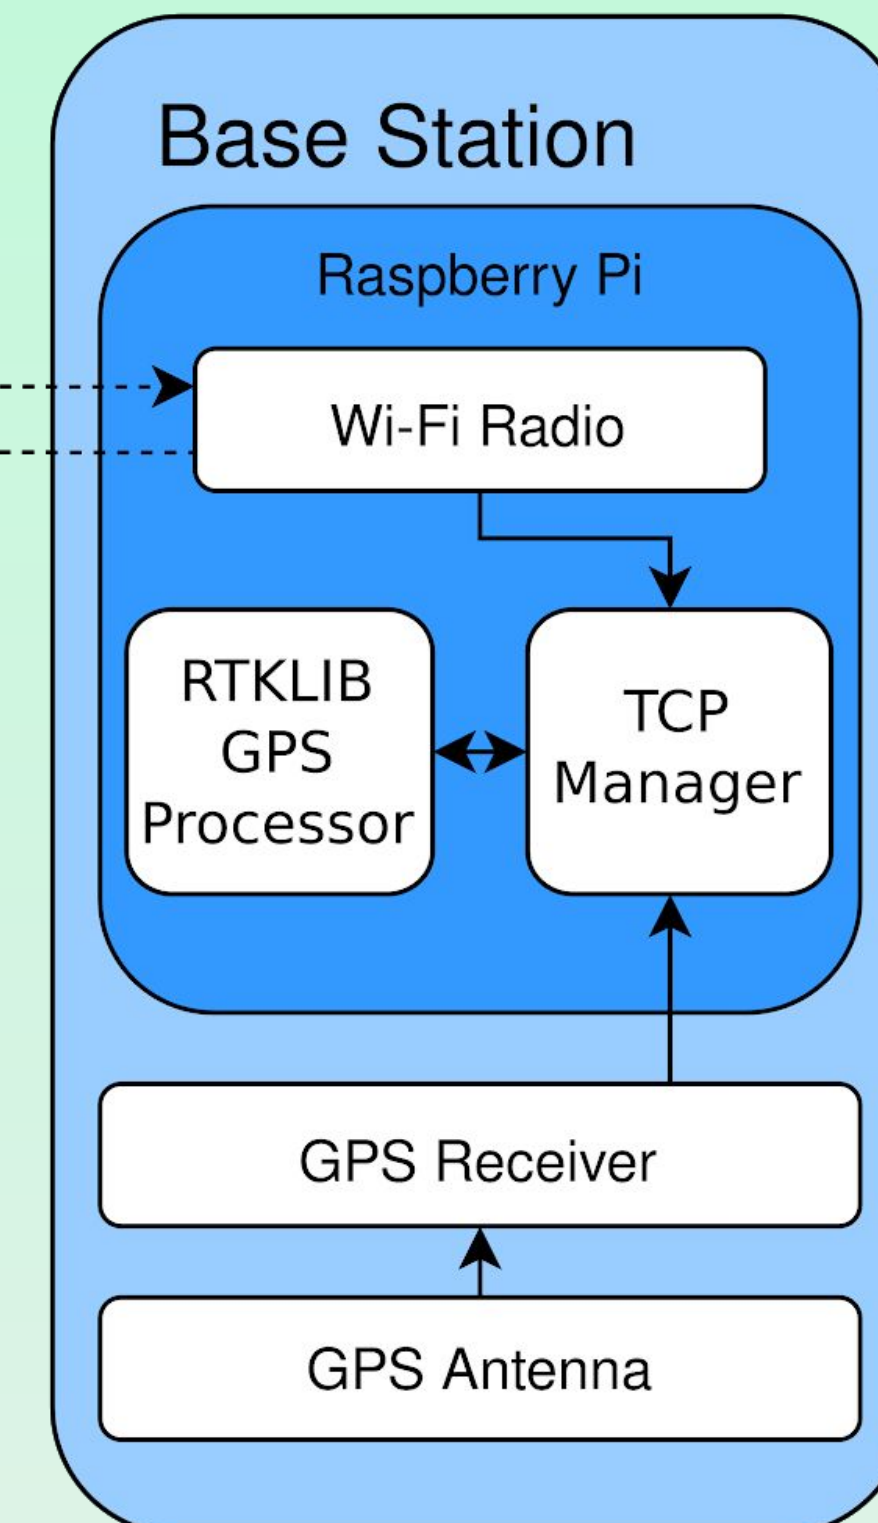 Base Station
Raspberry Pi
Wi-Fi Radio
RTKLIB
GPS
Processor
TCP
Manager
GPS Receiver
GPS Antenna